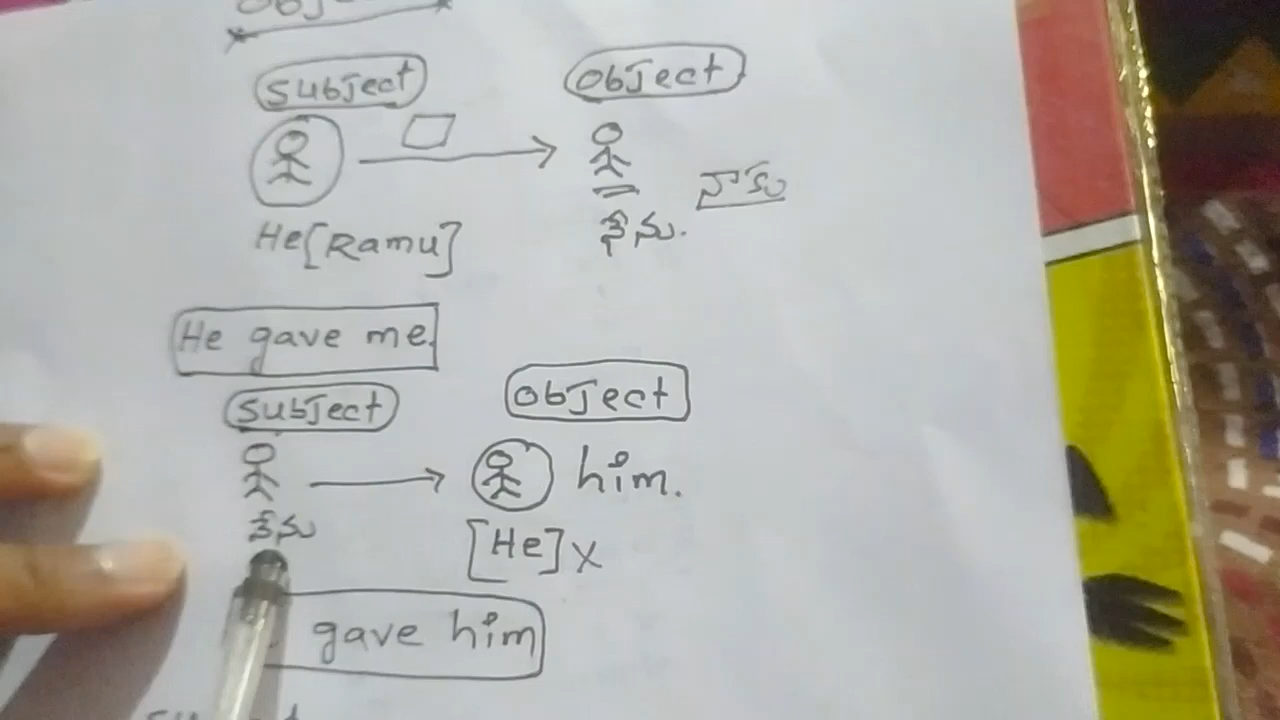 Subject Object
నాకు
He [Ramu] నేను.
He gave me.
Subject Object
him.
నేను [He] x
gave him